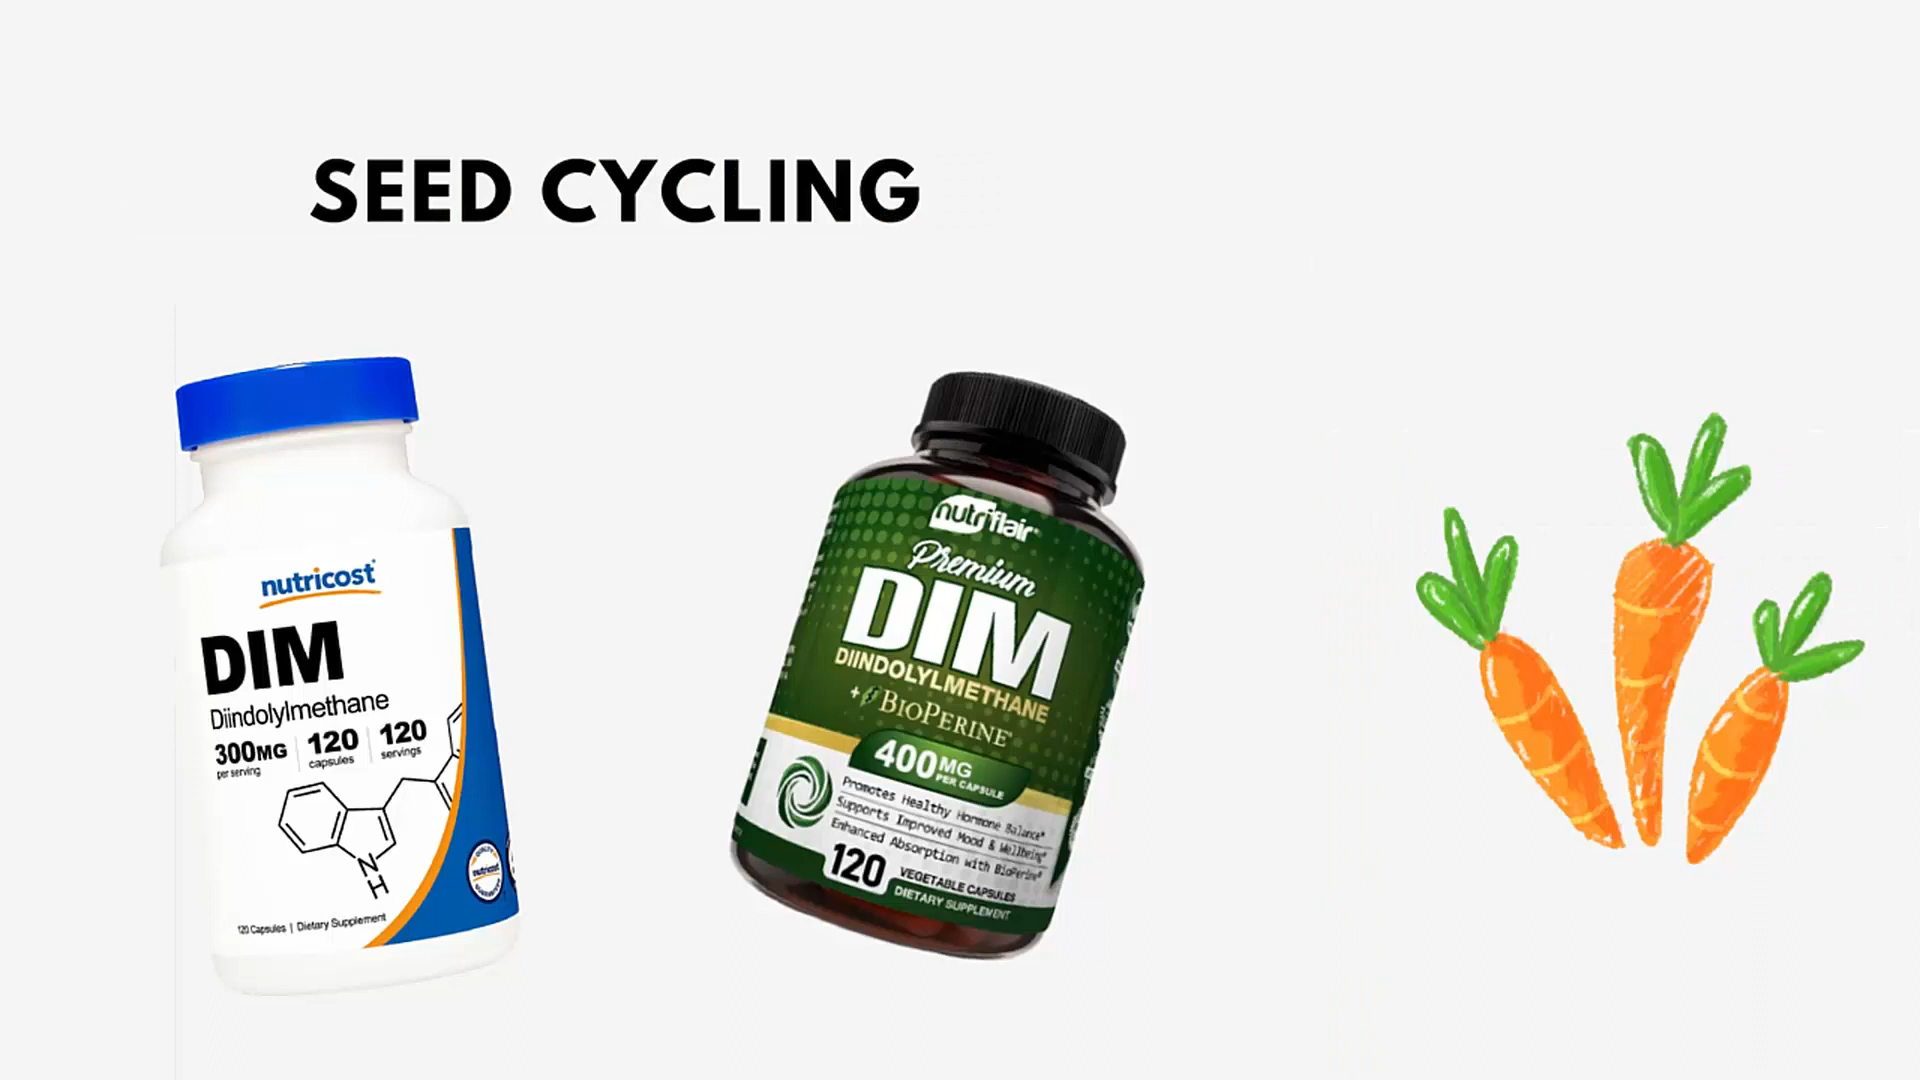 SEED CYCLING
nutricost
DIM
Diindolylmethane
300MG per serving
120 capsules
120 servings
N
H
nutricost
120 Capsules | Dietary Supplement
nutriflair
Premium
DIM
DIINDOLYLMETHANE
+ BIOPERINE
400MG PER CAPSULE
Promotes Healthy Hormone Balance*
Supports Improved Mood & Wellbeing*
Enhanced Absorption with BioPerine*
120 VEGETABLE CAPSULES
DIETARY SUPPLEMENT